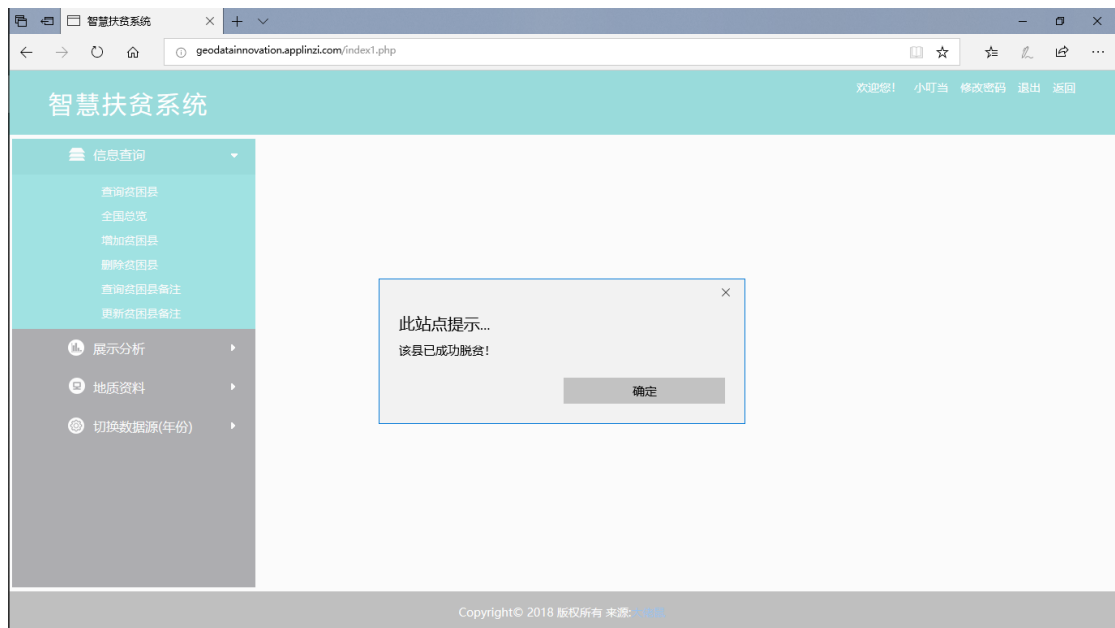 智慧扶贫系统
geodatainnovation.applinzi.com/index1.php
智慧扶贫系统
欢迎您! 小叮当 修改密码 退出 返回
信息查询
查询贫困县
全国总览
增加贫困县
删除贫困县
查询贫困县备注
更新贫困县备注
展示分析
地质资料
切换数据源(年份)
此站点提示...
该县已成功脱贫!
确定
Copyright© 2018 版权所有 来源: